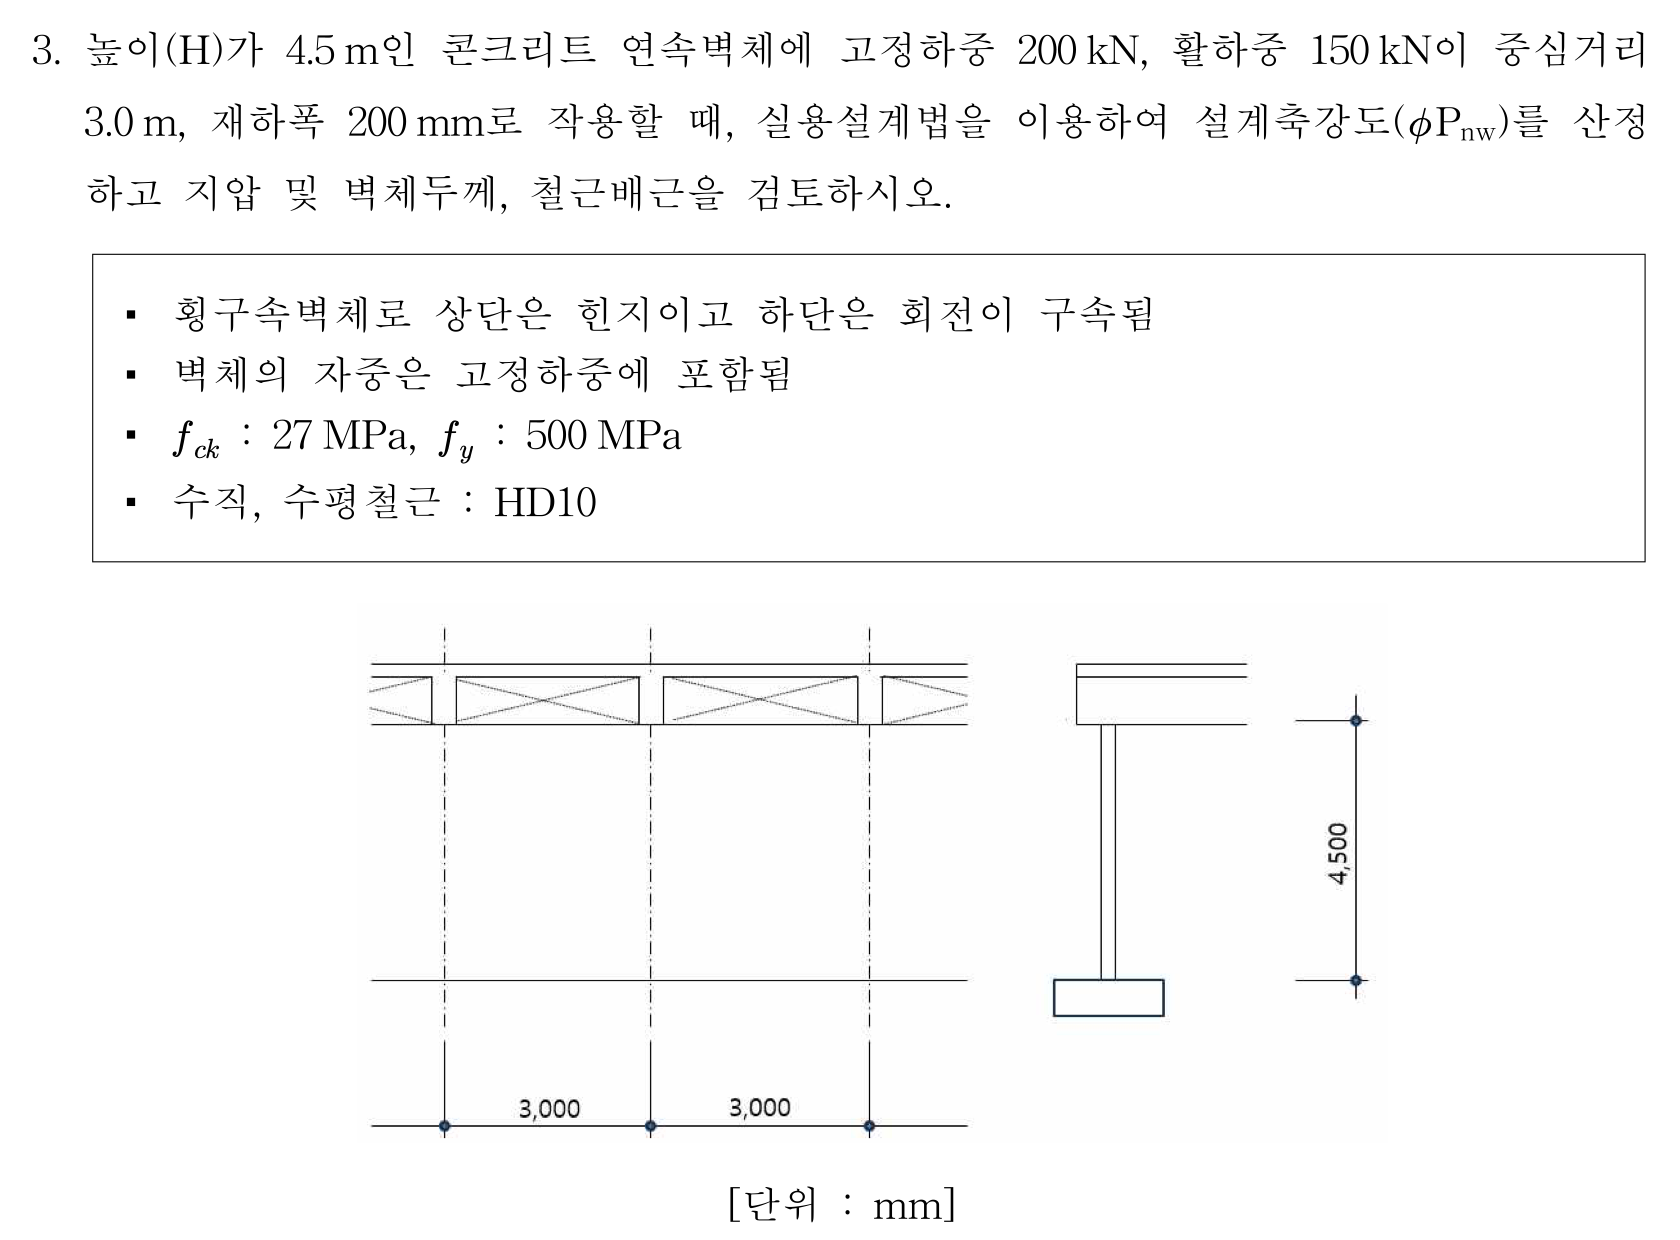 3. 높이(H)가 4.5 m인 콘크리트 연속벽체에 고정하중 200 kN, 활하중 150 kN이 중심거리
3.0 m, 재하폭 200 mm로 작용할 때, 실용설계법을 이용하여 설계축강도(ϕPnw)를 산정
하고 지압 및 벽체두께, 철근배근을 검토하시오.
▪ 횡구속벽체로 상단은 힌지이고 하단은 회전이 구속됨
▪ 벽체의 자중은 고정하중에 포함됨
▪ fck : 27 MPa, fy : 500 MPa
▪ 수직, 수평철근 : HD10
4,500
3,000 3,000
[단위 : mm]